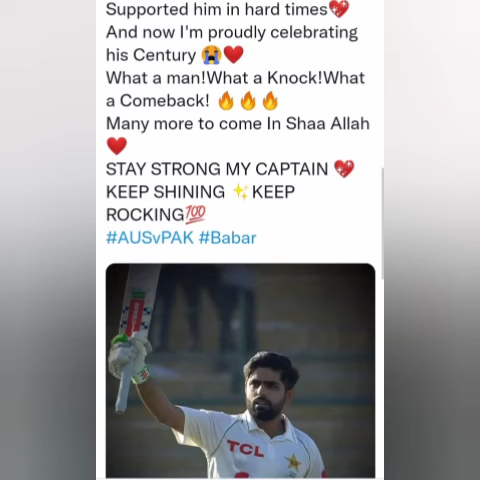 Supported him in hard times💖
And now I'm proudly celebrating
his Century 😭❤️
What a man!What a Knock!What
a Comeback! 🔥🔥🔥
Many more to come In Shaa Allah
❤️
STAY STRONG MY CAPTAIN 💖
KEEP SHINING ✨KEEP
ROCKING💯
#AUSvPAK #Babar
TCL